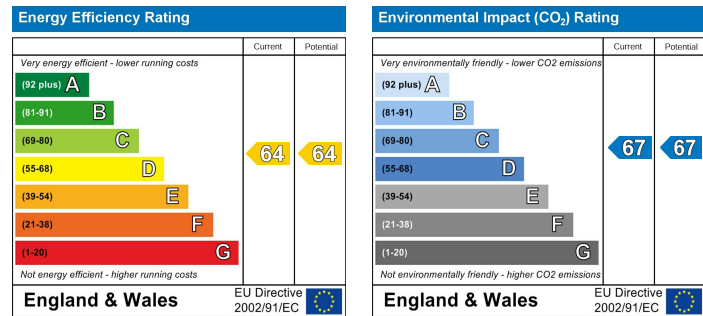 Energy Efficiency Rating
Current Potential
Very energy efficient - lower running costs
(92 plus) A
(81-91) B
(69-80) C
(55-68) D
(39-54) E
(21-38) F
(1-20) G
64 64
Not energy efficient - higher running costs
England & Wales
EU Directive
2002/91/EC
Environmental Impact (CO₂) Rating
Current Potential
Very environmentally friendly - lower CO2 emissions
(92 plus) A
(81-91) B
(69-80) C
(55-68) D
(39-54) E
(21-38) F
(1-20) G
67 67
Not environmentally friendly - higher CO2 emissions
England & Wales
EU Directive
2002/91/EC